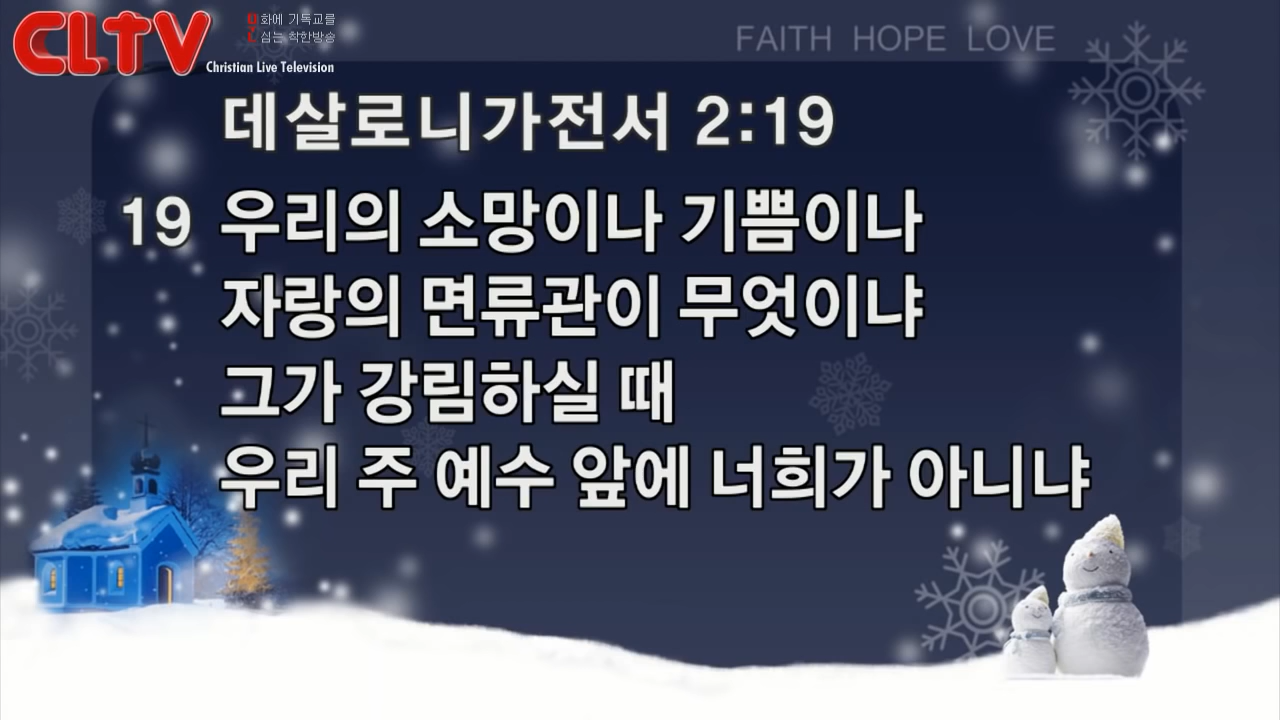 CLTV
문화에 기독교를
심는 착한방송
Christian Live Television
FAITH HOPE LOVE
데살로니가전서 2:19
19 우리의 소망이나 기쁨이나
자랑의 면류관이 무엇이냐
그가 강림하실 때
우리 주 예수 앞에 너희가 아니냐